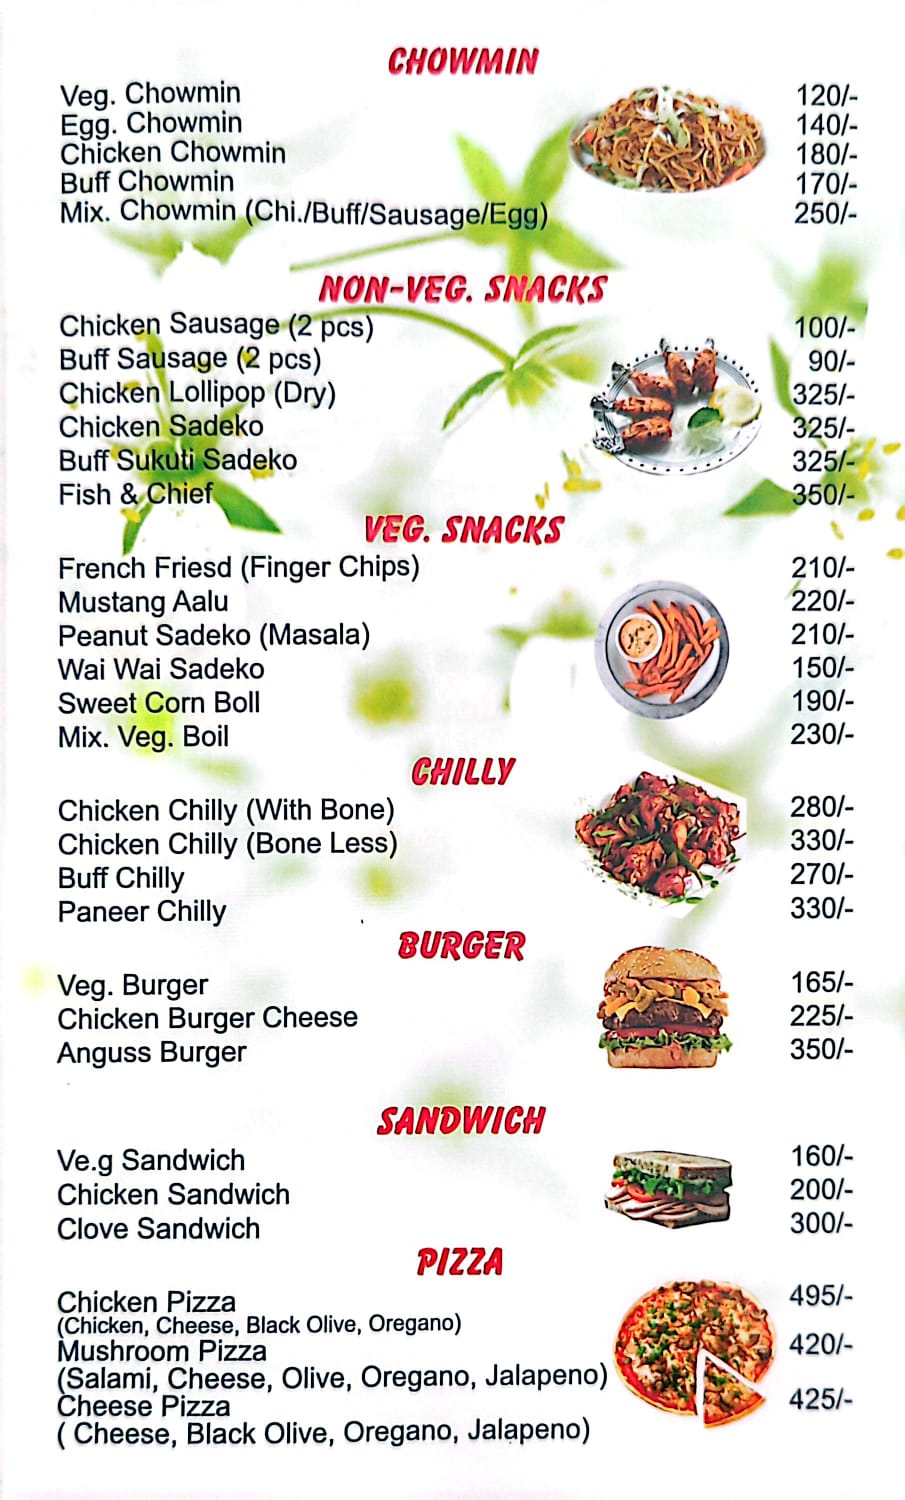 CHOWMIN
Veg. Chowmin 120/-
Egg. Chowmin 140/-
Chicken Chowmin 180/-
Buff Chowmin 170/-
Mix. Chowmin (Chi./Buff/Sausage/Egg) 250/-
NON-VEG. SNACKS
Chicken Sausage (2 pcs) 100/-
Buff Sausage (2 pcs) 90/-
Chicken Lollipop (Dry) 325/-
Chicken Sadeko 325/-
Buff Sukuti Sadeko 325/-
Fish & Chief 350/-
VEG. SNACKS
French Friesd (Finger Chips) 210/-
Mustang Aalu 220/-
Peanut Sadeko (Masala) 210/-
Wai Wai Sadeko 150/-
Sweet Corn Boll 190/-
Mix. Veg. Boil 230/-
CHILLY
Chicken Chilly (With Bone) 280/-
Chicken Chilly (Bone Less) 330/-
Buff Chilly 270/-
Paneer Chilly 330/-
BURGER
Veg. Burger 165/-
Chicken Burger Cheese 225/-
Anguss Burger 350/-
SANDWICH
Ve.g Sandwich 160/-
Chicken Sandwich 200/-
Clove Sandwich 300/-
PIZZA
Chicken Pizza 495/-
(Chicken, Cheese, Black Olive, Oregano)
Mushroom Pizza 420/-
(Salami, Cheese, Olive, Oregano, Jalapeno)
Cheese Pizza 425/-
( Cheese, Black Olive, Oregano, Jalapeno)